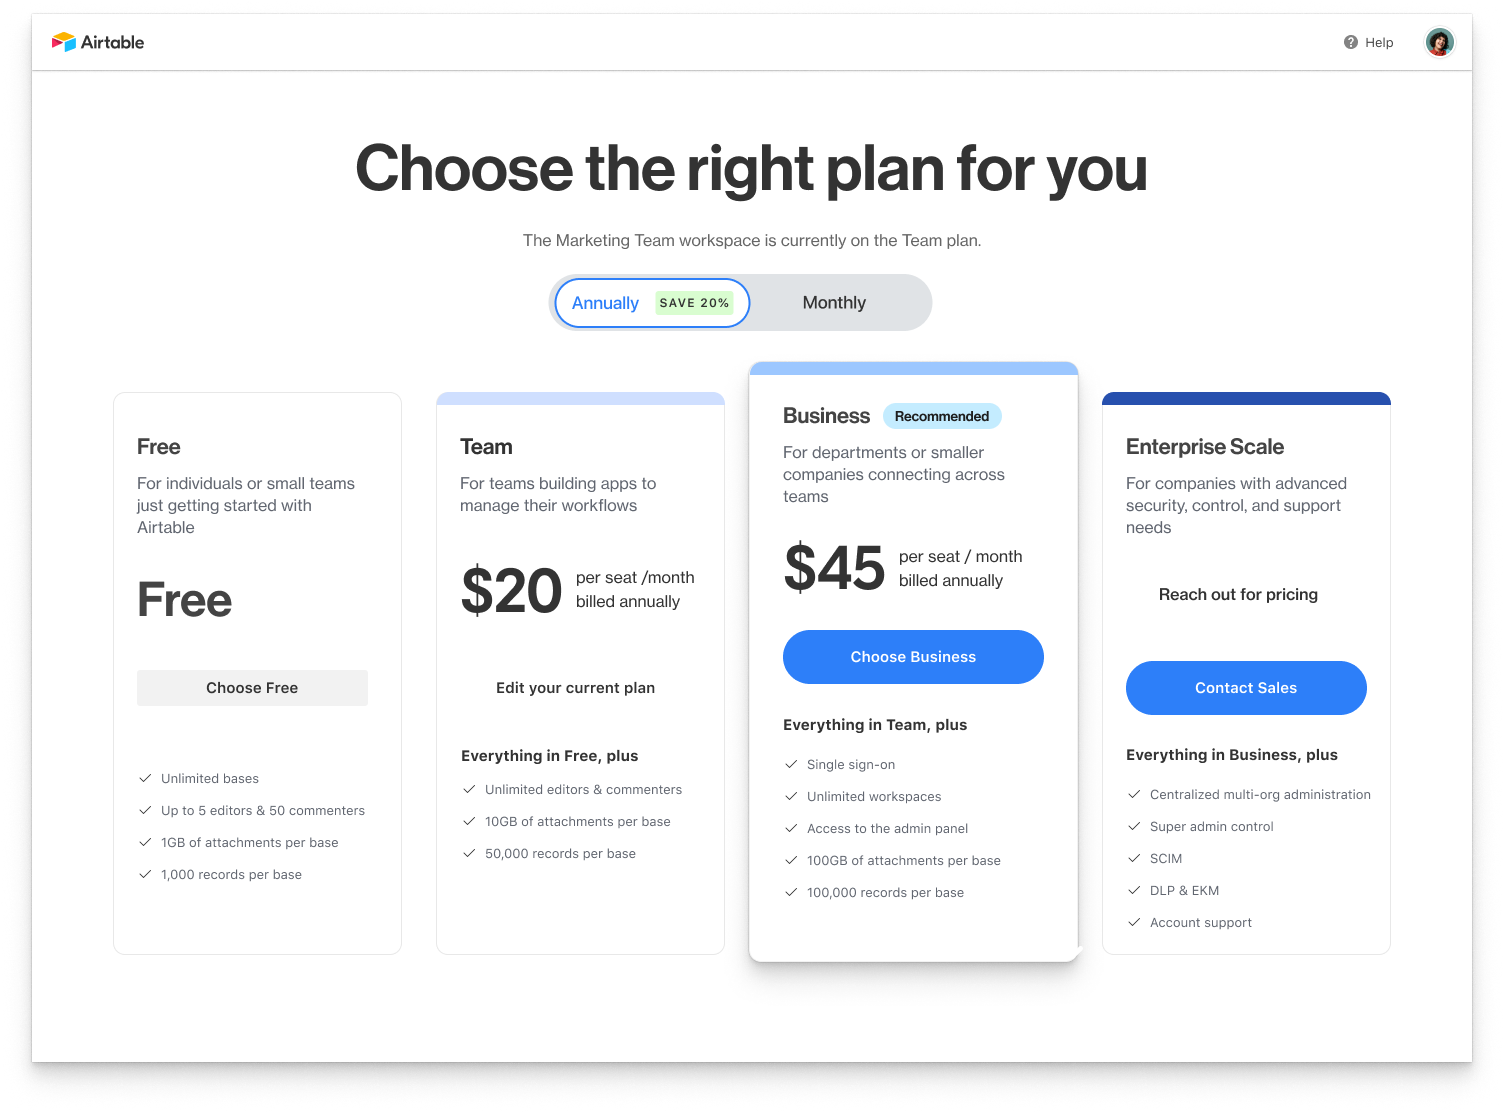 Airtable
Help
Choose the right plan for you
The Marketing Team workspace is currently on the Team plan.
Annually SAVE 20% Monthly
Free
For individuals or small teams
just getting started with
Airtable
Free
Choose Free
Unlimited bases
Up to 5 editors & 50 commenters
1GB of attachments per base
1,000 records per base
Team
For teams building apps to
manage their workflows
$20 per seat /month
billed annually
Edit your current plan
Everything in Free, plus
Unlimited editors & commenters
10GB of attachments per base
50,000 records per base
Business Recommended
For departments or smaller
companies connecting across
teams
$45 per seat / month
billed annually
Choose Business
Everything in Team, plus
Single sign-on
Unlimited workspaces
Access to the admin panel
100GB of attachments per base
100,000 records per base
Enterprise Scale
For companies with advanced
security, control, and support
needs
Reach out for pricing
Contact Sales
Everything in Business, plus
Centralized multi-org administration
Super admin control
SCIM
DLP & EKM
Account support